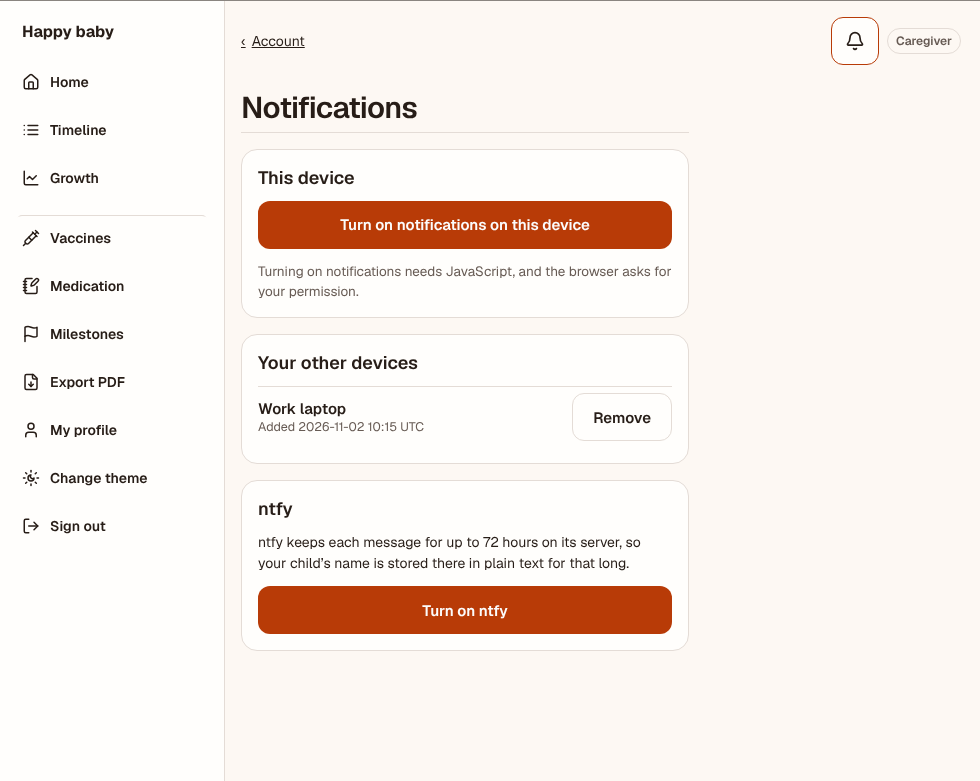 Happy baby
Home
Timeline
Growth
Vaccines
Medication
Milestones
Export PDF
My profile
Change theme
Sign out
‹ Account
Caregiver
Notifications
This device
Turn on notifications on this device
Turning on notifications needs JavaScript, and the browser asks for
your permission.
Your other devices
Work laptop
Added 2026-11-02 10:15 UTC
Remove
ntfy
ntfy keeps each message for up to 72 hours on its server, so
your child’s name is stored there in plain text for that long.
Turn on ntfy